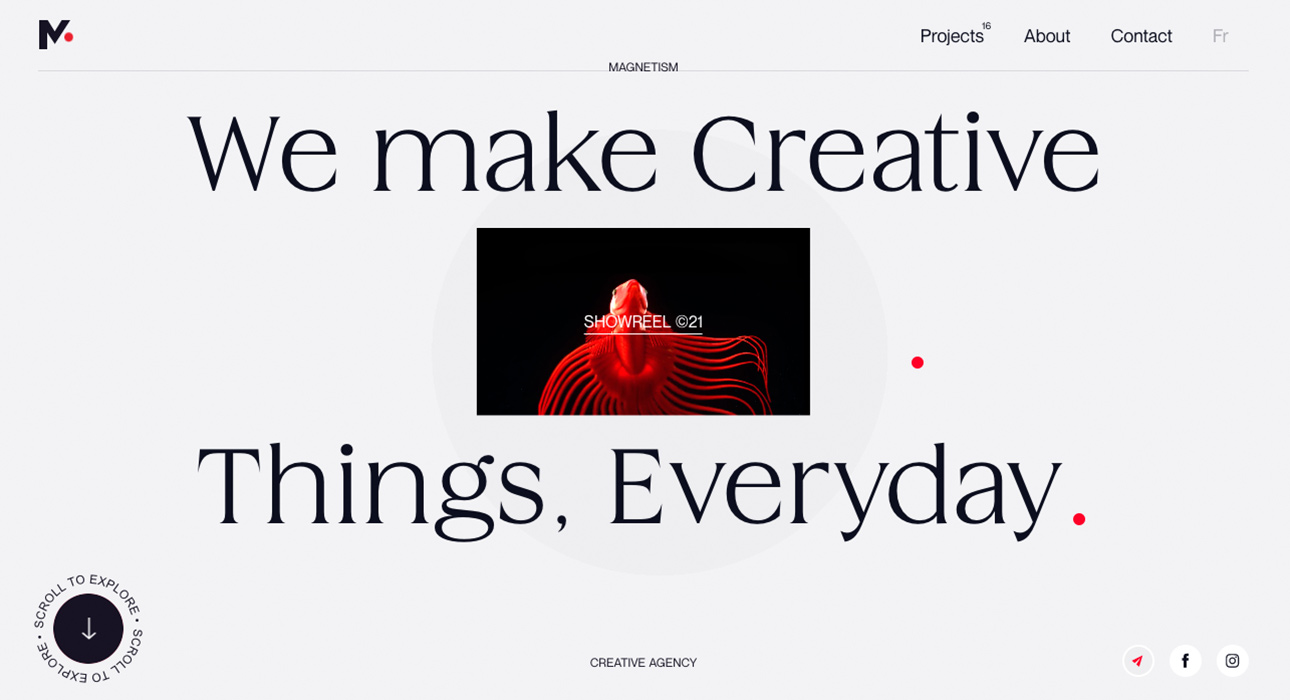 M.
Projects 16
About
Contact
Fr
MAGNETISM
We make Creative
SHOWREEL ©21
Things, Everyday.
SCROLL TO EXPLORE • SCROLL TO EXPLORE •
CREATIVE AGENCY